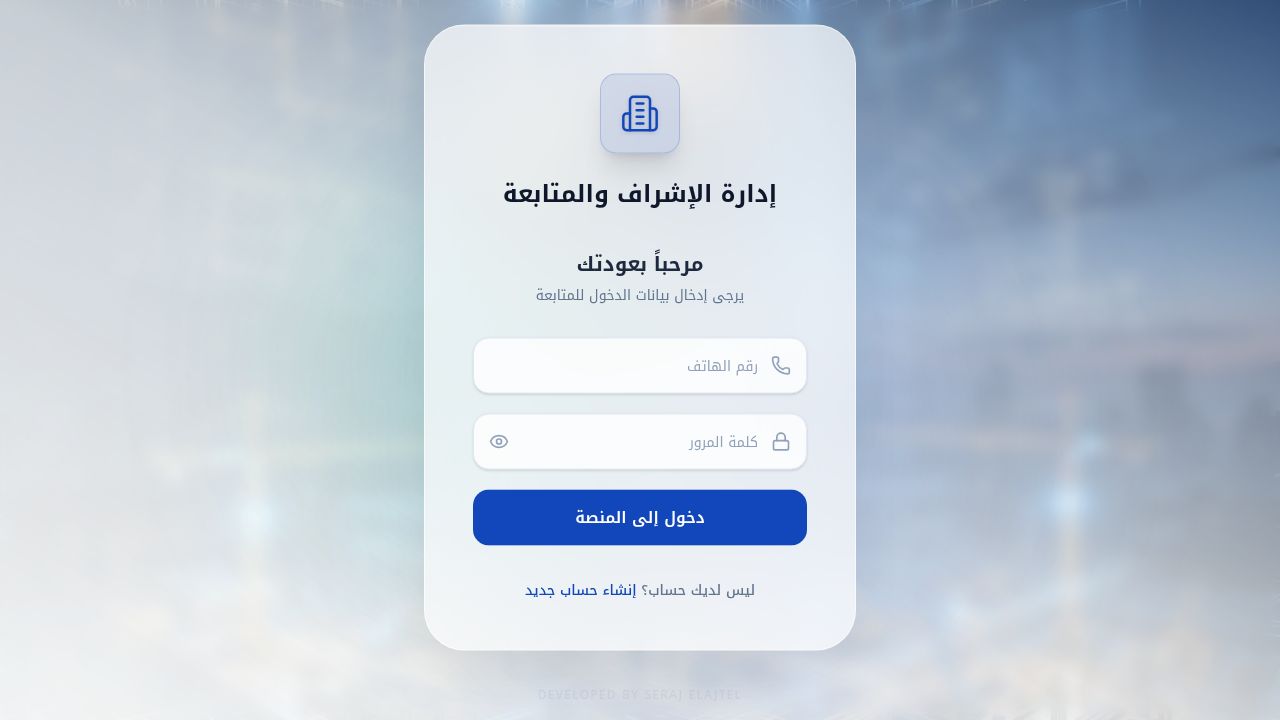 إدارة الإشراف والمتابعة
مرحباً بعودتك
يرجى إدخال بيانات الدخول للمتابعة
رقم الهاتف
كلمة المرور
دخول إلى المنصة
ليس لديك حساب؟ إنشاء حساب جديد
DEVELOPED BY SERAJ ELAJTEL